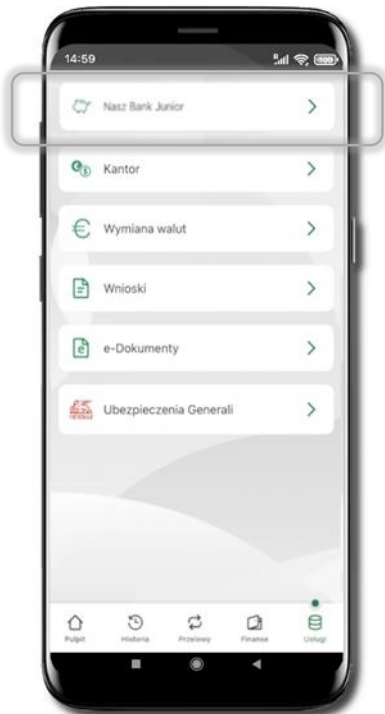 14:59
Nasz Bank Junior
Kantor
Wymiana walut
Wnioski
e-Dokumenty
Ubezpieczenia Generali
Pulpit
Historia
Przelewy
Finanse
Usługi